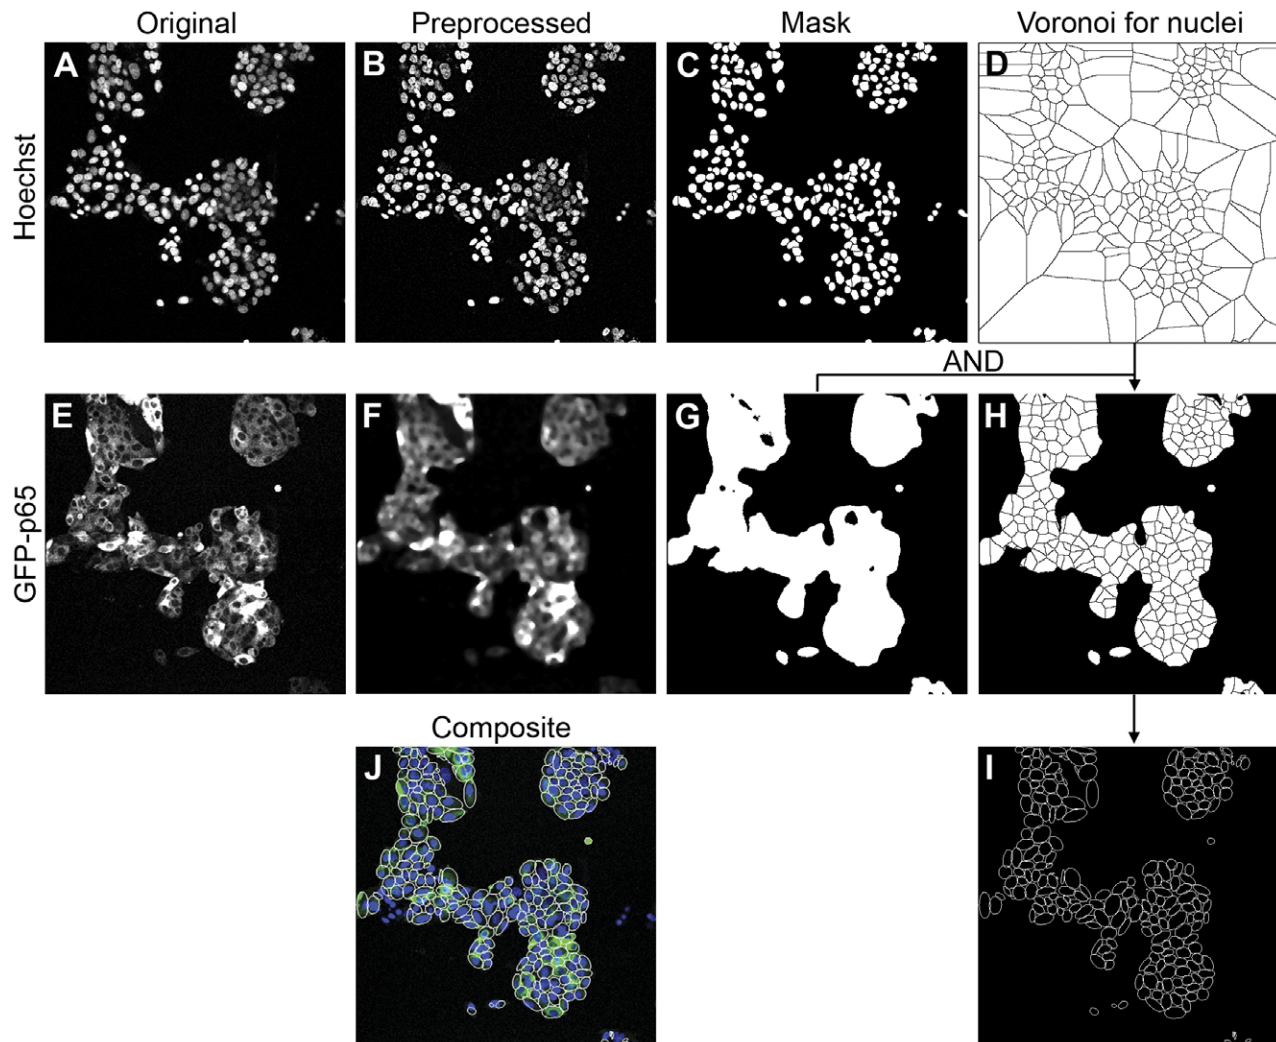 Original
Preprocessed
Mask
Voronoi for nuclei
Hoechst
A
B
C
D
AND
GFP-p65
E
F
G
H
Composite
J
I